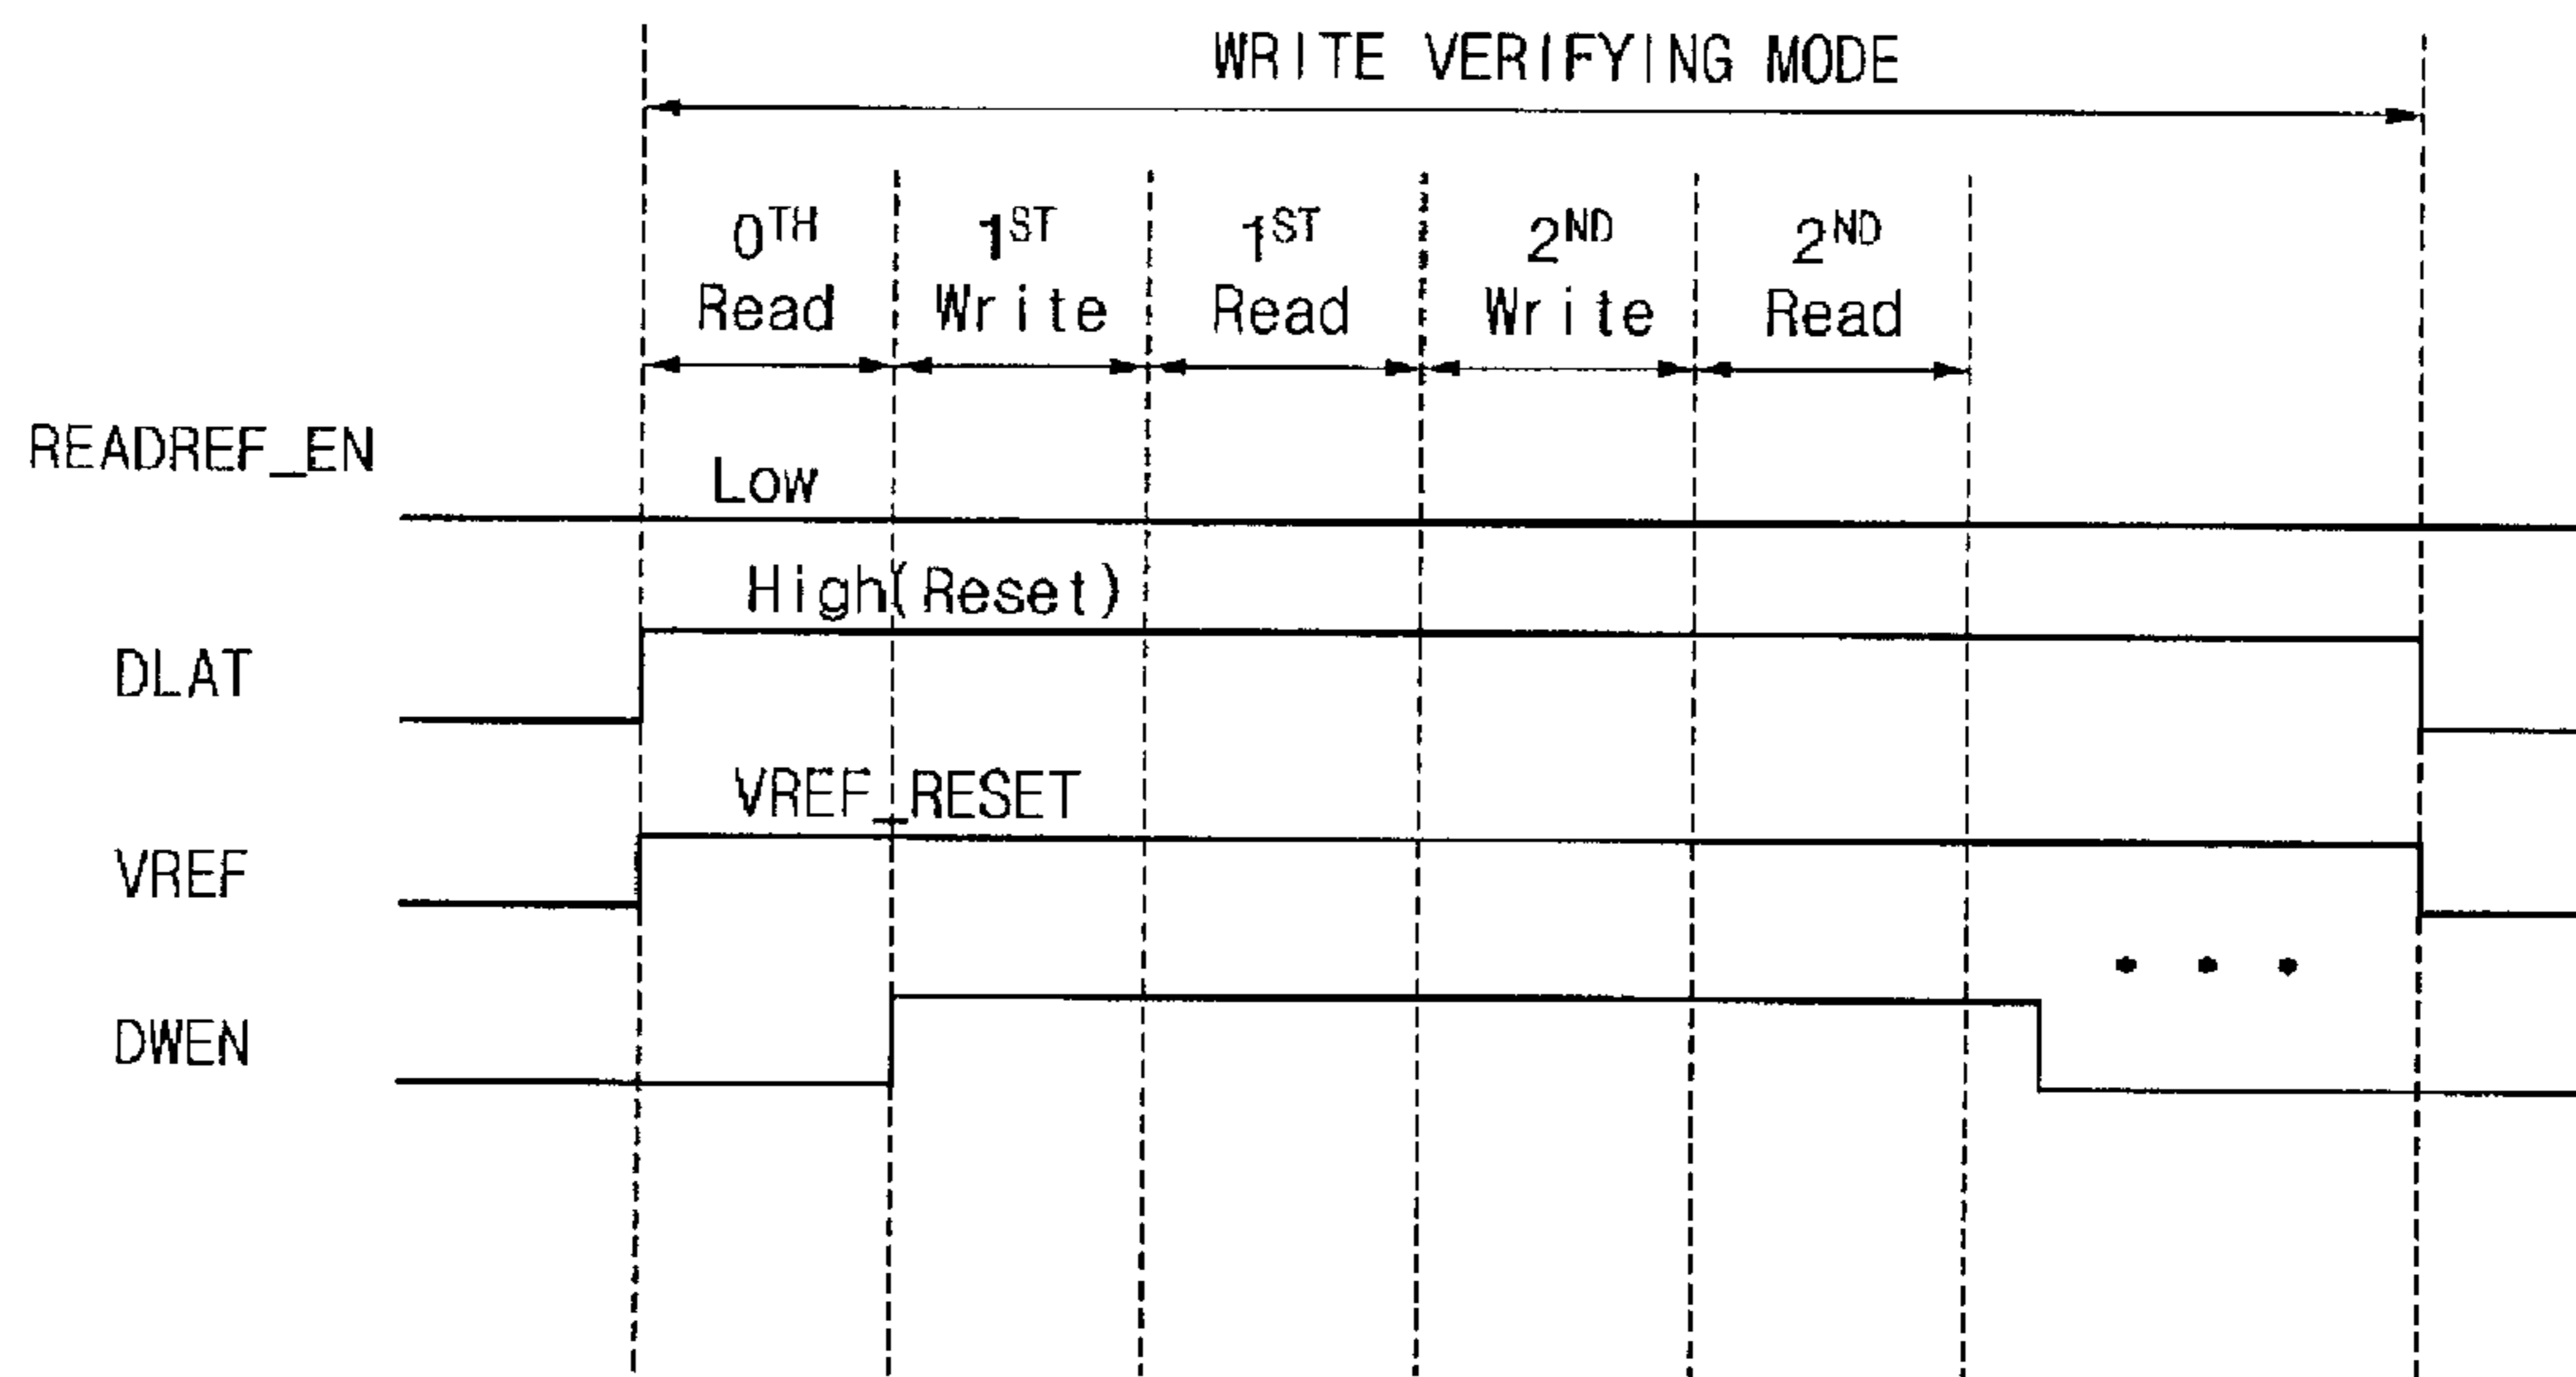 WRITE VERIFYING MODE
0TH 1ST 1ST 2ND 2ND
Read Write Read Write Read
READREF_EN
Low
High(Reset)
DLAT
VREF_RESET
VREF
DWEN